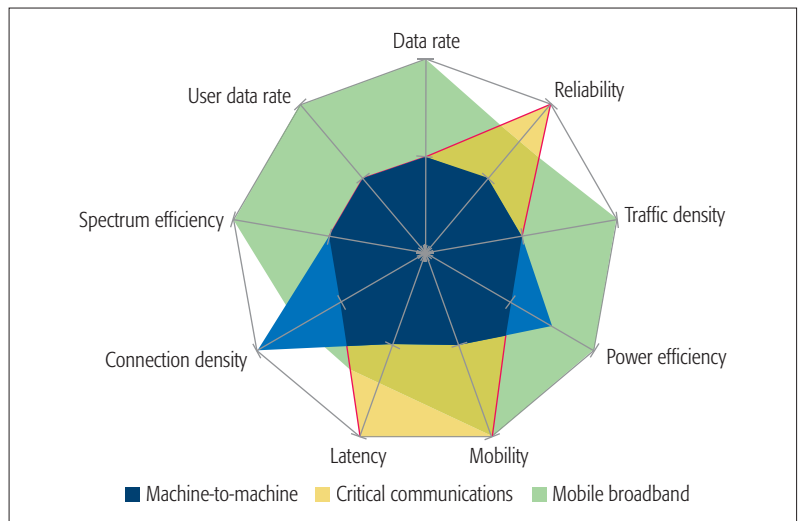 Data rate
User data rate
Reliability
Spectrum efficiency
Traffic density
Connection density
Power efficiency
Latency
Mobility
Machine-to-machine Critical communications Mobile broadband